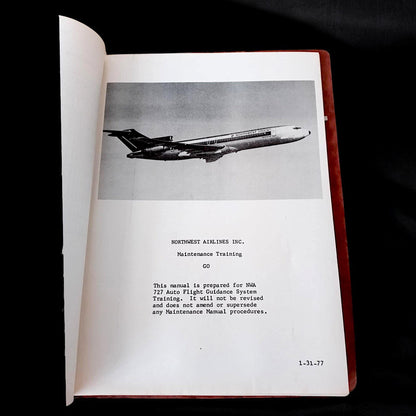 NORTHWEST AIRLINES INC.
Maintenance Training
GO
This manual is prepared for NWA
727 Auto Flight Guidance System
Training. It will not be revised
and does not amend or supersede
any Maintenance Manual procedures.
1-31-77